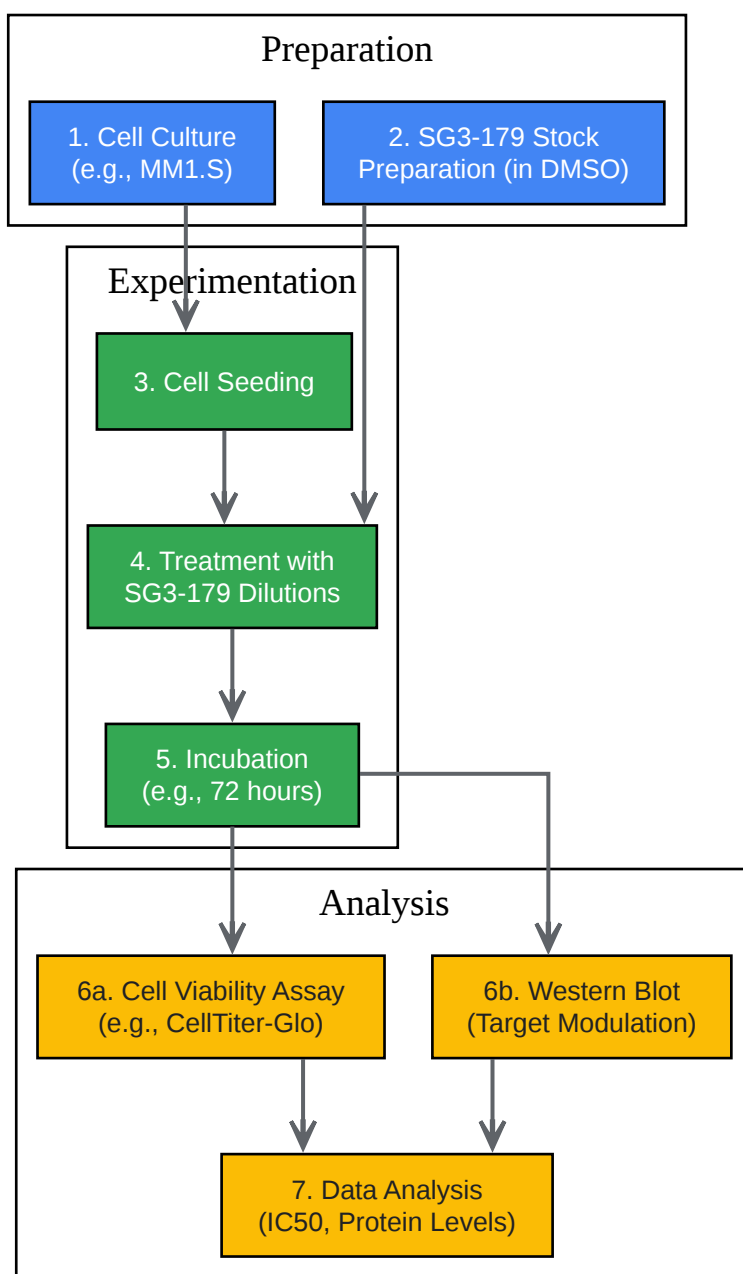 Preparation
1. Cell Culture
(e.g., MM1.S)
2. SG3-179 Stock
Preparation (in DMSO)
Experimentation
3. Cell Seeding
4. Treatment with
SG3-179 Dilutions
5. Incubation
(e.g., 72 hours)
Analysis
6a. Cell Viability Assay
(e.g., CellTiter-Glo)
6b. Western Blot
(Target Modulation)
7. Data Analysis
(IC50, Protein Levels)